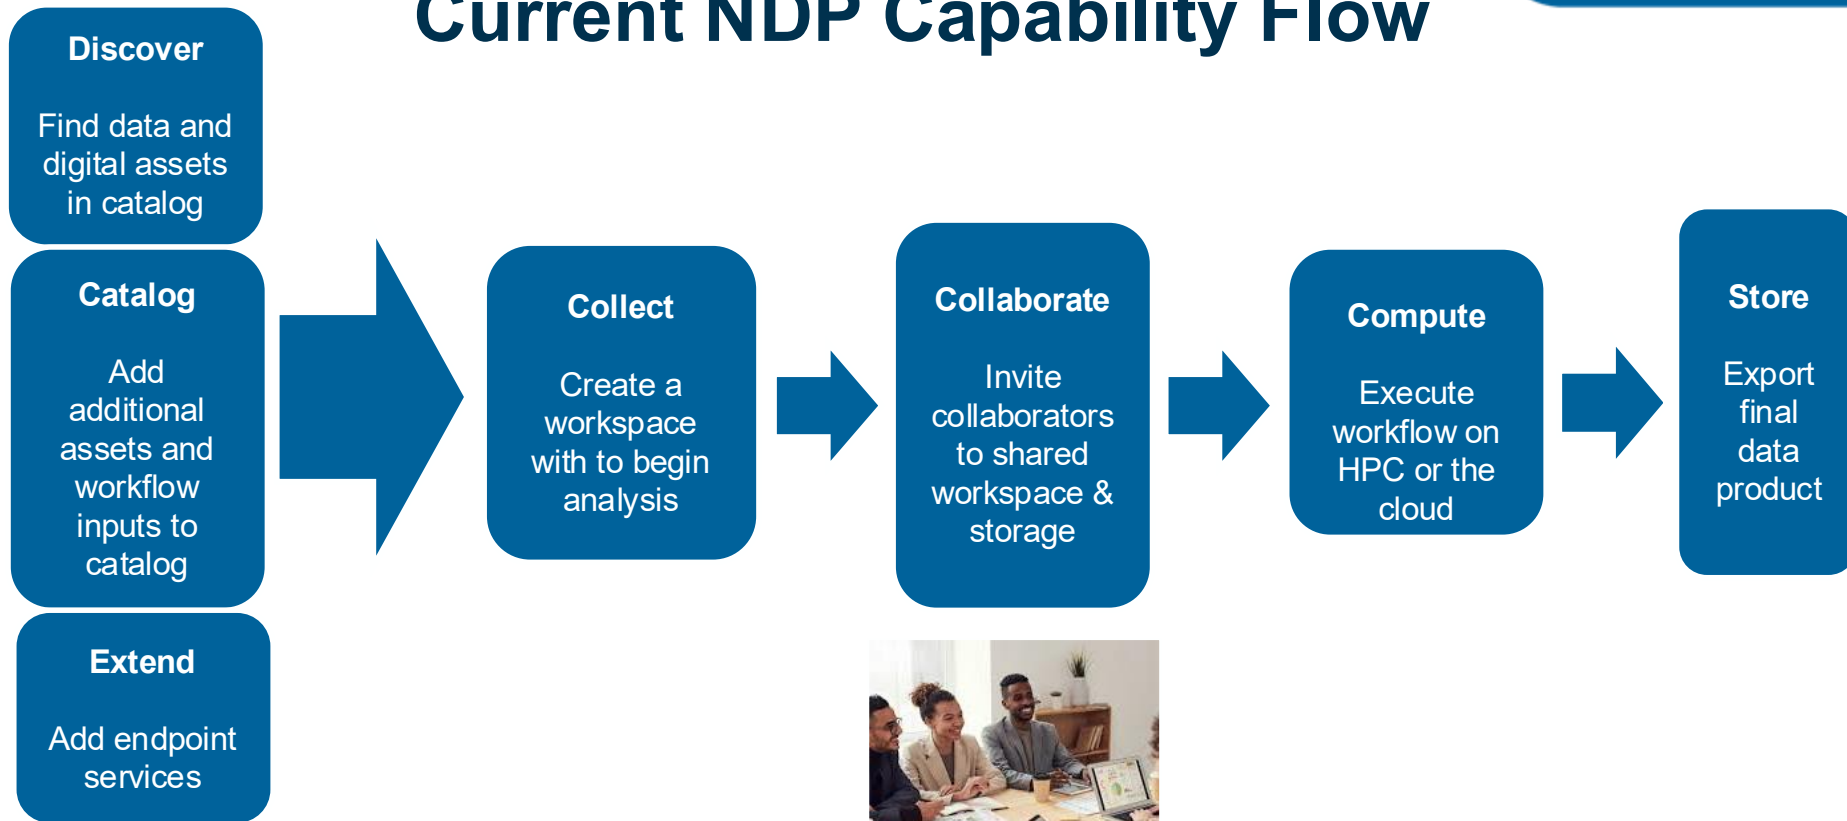 Current NDP Capability Flow
Discover
Find data and
digital assets
in catalog
Catalog
Add
additional
assets and
workflow
inputs to
catalog
Extend
Add endpoint
services
Collect
Create a
workspace
with to begin
analysis
Collaborate
Invite
collaborators
to shared
workspace &
storage
Compute
Execute
workflow on
HPC or the
cloud
Store
Export
final
data
product